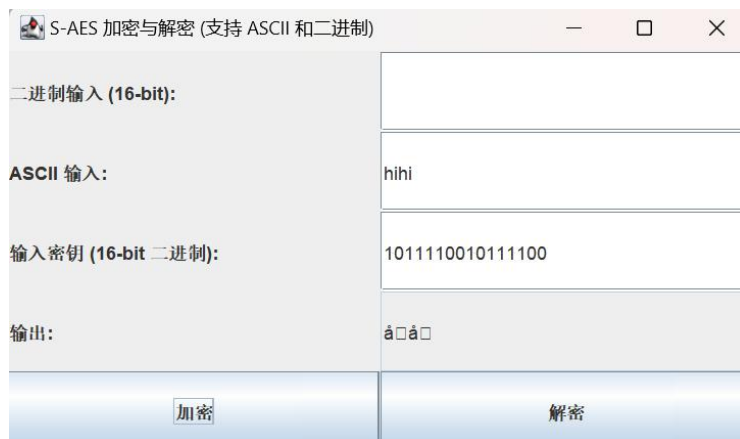 S-AES 加密与解密 (支持 ASCII 和二进制)
二进制输入 (16-bit):
ASCII 输入:
hihi
输入密钥 (16-bit 二进制):
1011110010111100
输出:
å□å□
加密
解密